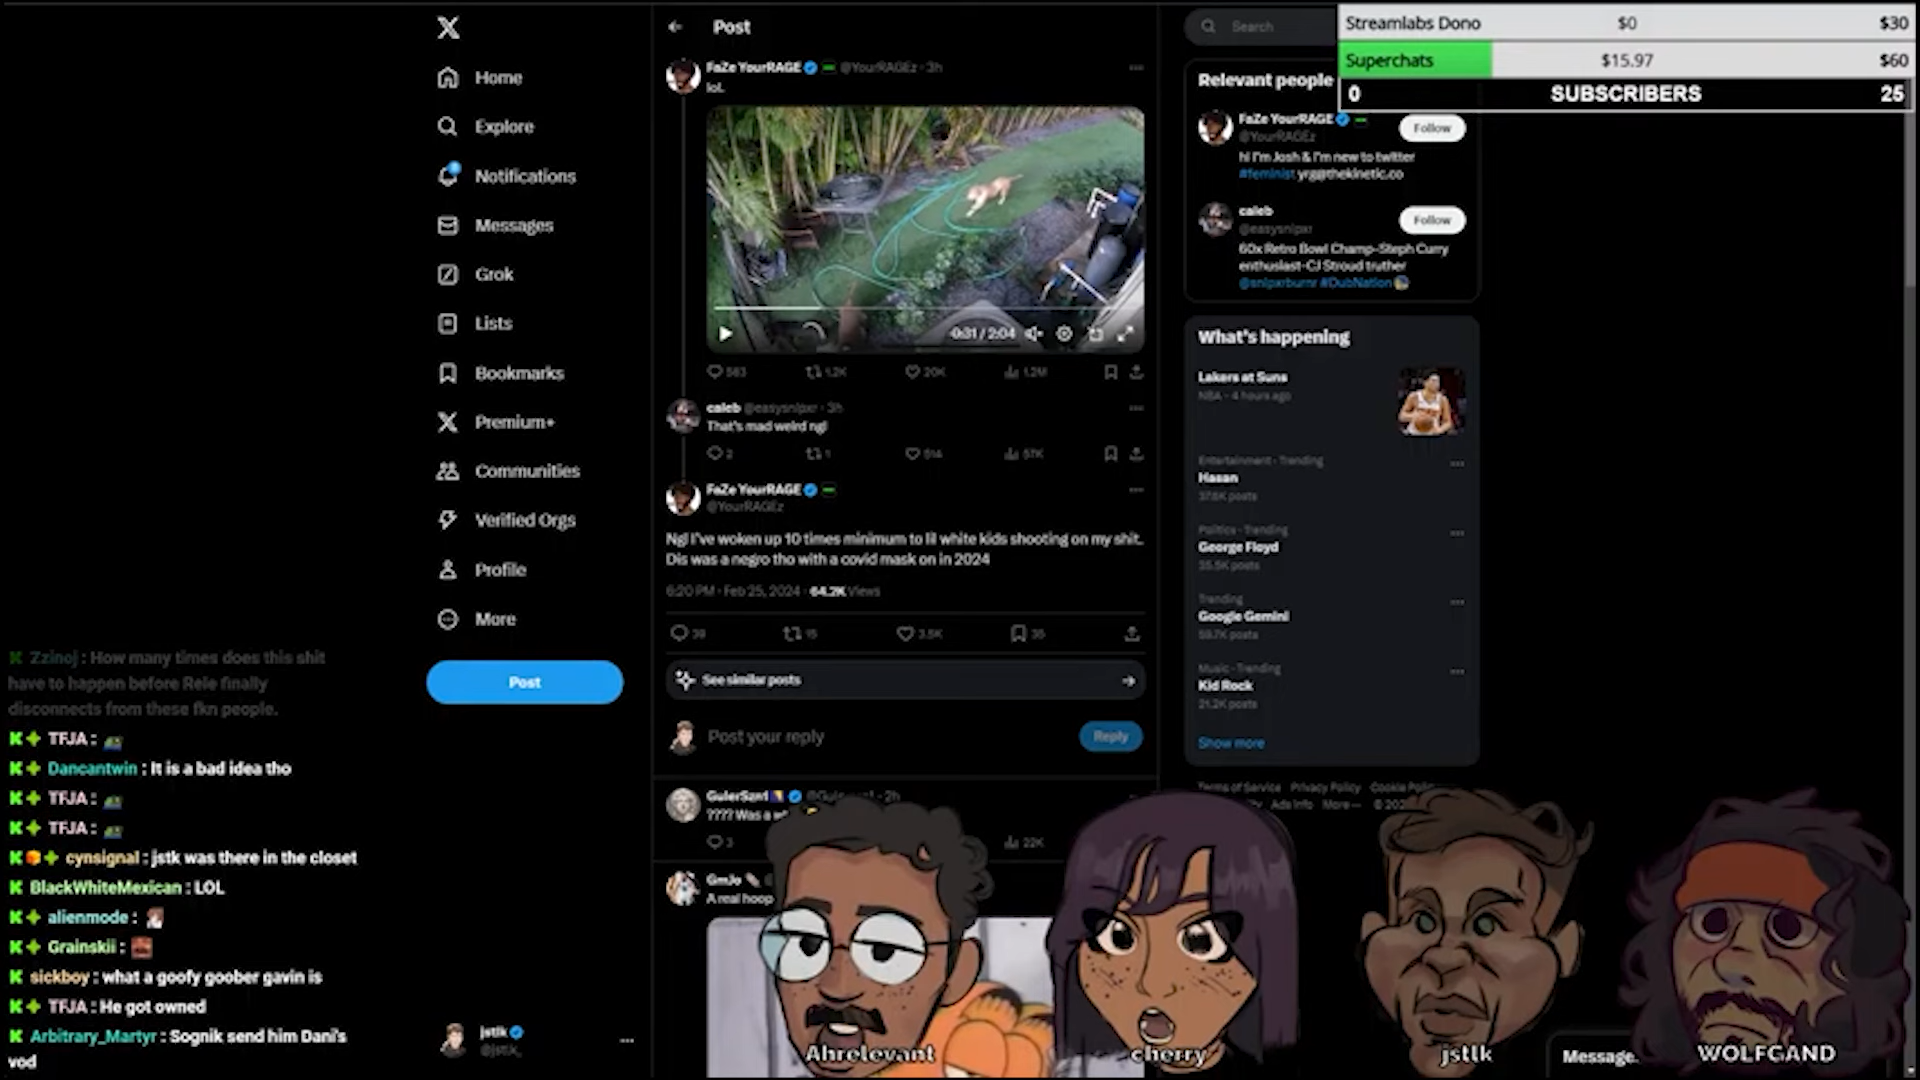 Home
Explore
Notifications
Messages
Grok
Lists
Bookmarks
Premium+
Communities
Verified Orgs
Profile
More
Post
jstlk
@jstlk_
Zzinoj : How many times does this shit
have to happen before Rele finally
disconnects from these fkn people.
TFJA :
Dancantwin : It is a bad idea tho
TFJA :
TFJA :
cynsignal : jstk was there in the closet
BlackWhiteMexican : LOL
alienmode :
Grainskii :
sickboy : what a goofy goober gavin is
TFJA : He got owned
Arbitrary_Martyr : Sognik send him Dani's
vod
Post
FaZe YourRAGE @YourRAGEz · 3h
lol.
0:31 / 2:04
583 1.2K 20K 1.2M
caleb @easysnipxr · 3h
That's mad weird ngl
2 1 514 57K
FaZe YourRAGE
@YourRAGEz
Ngl I've woken up 10 times minimum to lil white kids shooting on my shit.
Dis was a negro tho with a covid mask on in 2024
6:20 PM · Feb 25, 2024 · 64.2K Views
39 15 3.5K 35
See similar posts
Post your reply
Reply
GulerSzn1 2h
???? Was a
3 22K
GmJo
A real hoop
Search
Streamlabs Dono $0 $30
Superchats $15.97 $60
0 SUBSCRIBERS 25
Relevant people
FaZe YourRAGE
@YourRAGEz
Follow
hi I'm Josh & I'm new to twitter
#feminist yrg@thekinetic.co
caleb
@easysnipxr
Follow
60x Retro Bowl Champ-Steph Curry
enthusiast-CJ Stroud truther
@snipxrburnr #DubNation
What's happening
Lakers at Suns
NBA · 4 hours ago
Entertainment · Trending
Hasan
37.6K posts
Politics · Trending
George Floyd
35.5K posts
Trending
Google Gemini
59.7K posts
Music · Trending
Kid Rock
21.2K posts
Show more
Terms of Service Privacy Policy Cookie
Ads info More
Messages
Ahrelevant
cherry
jstlk
WOLFGAND